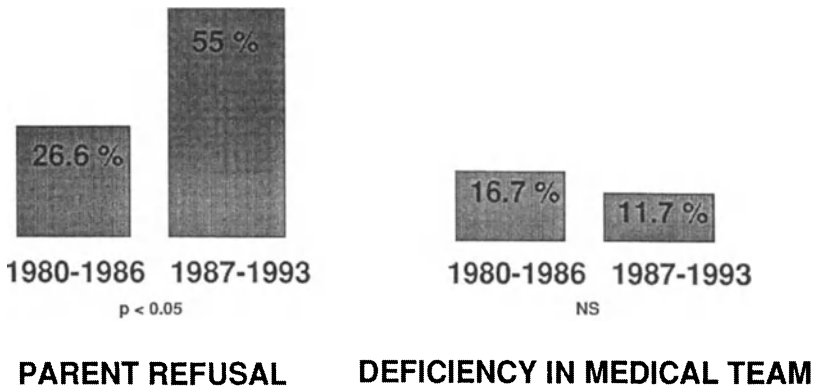 55 %
26.6 %
16.7 %
11.7 %
1980-1986 1987-1993
1980-1986 1987-1993
p < 0.05
NS
PARENT REFUSAL
DEFICIENCY IN MEDICAL TEAM